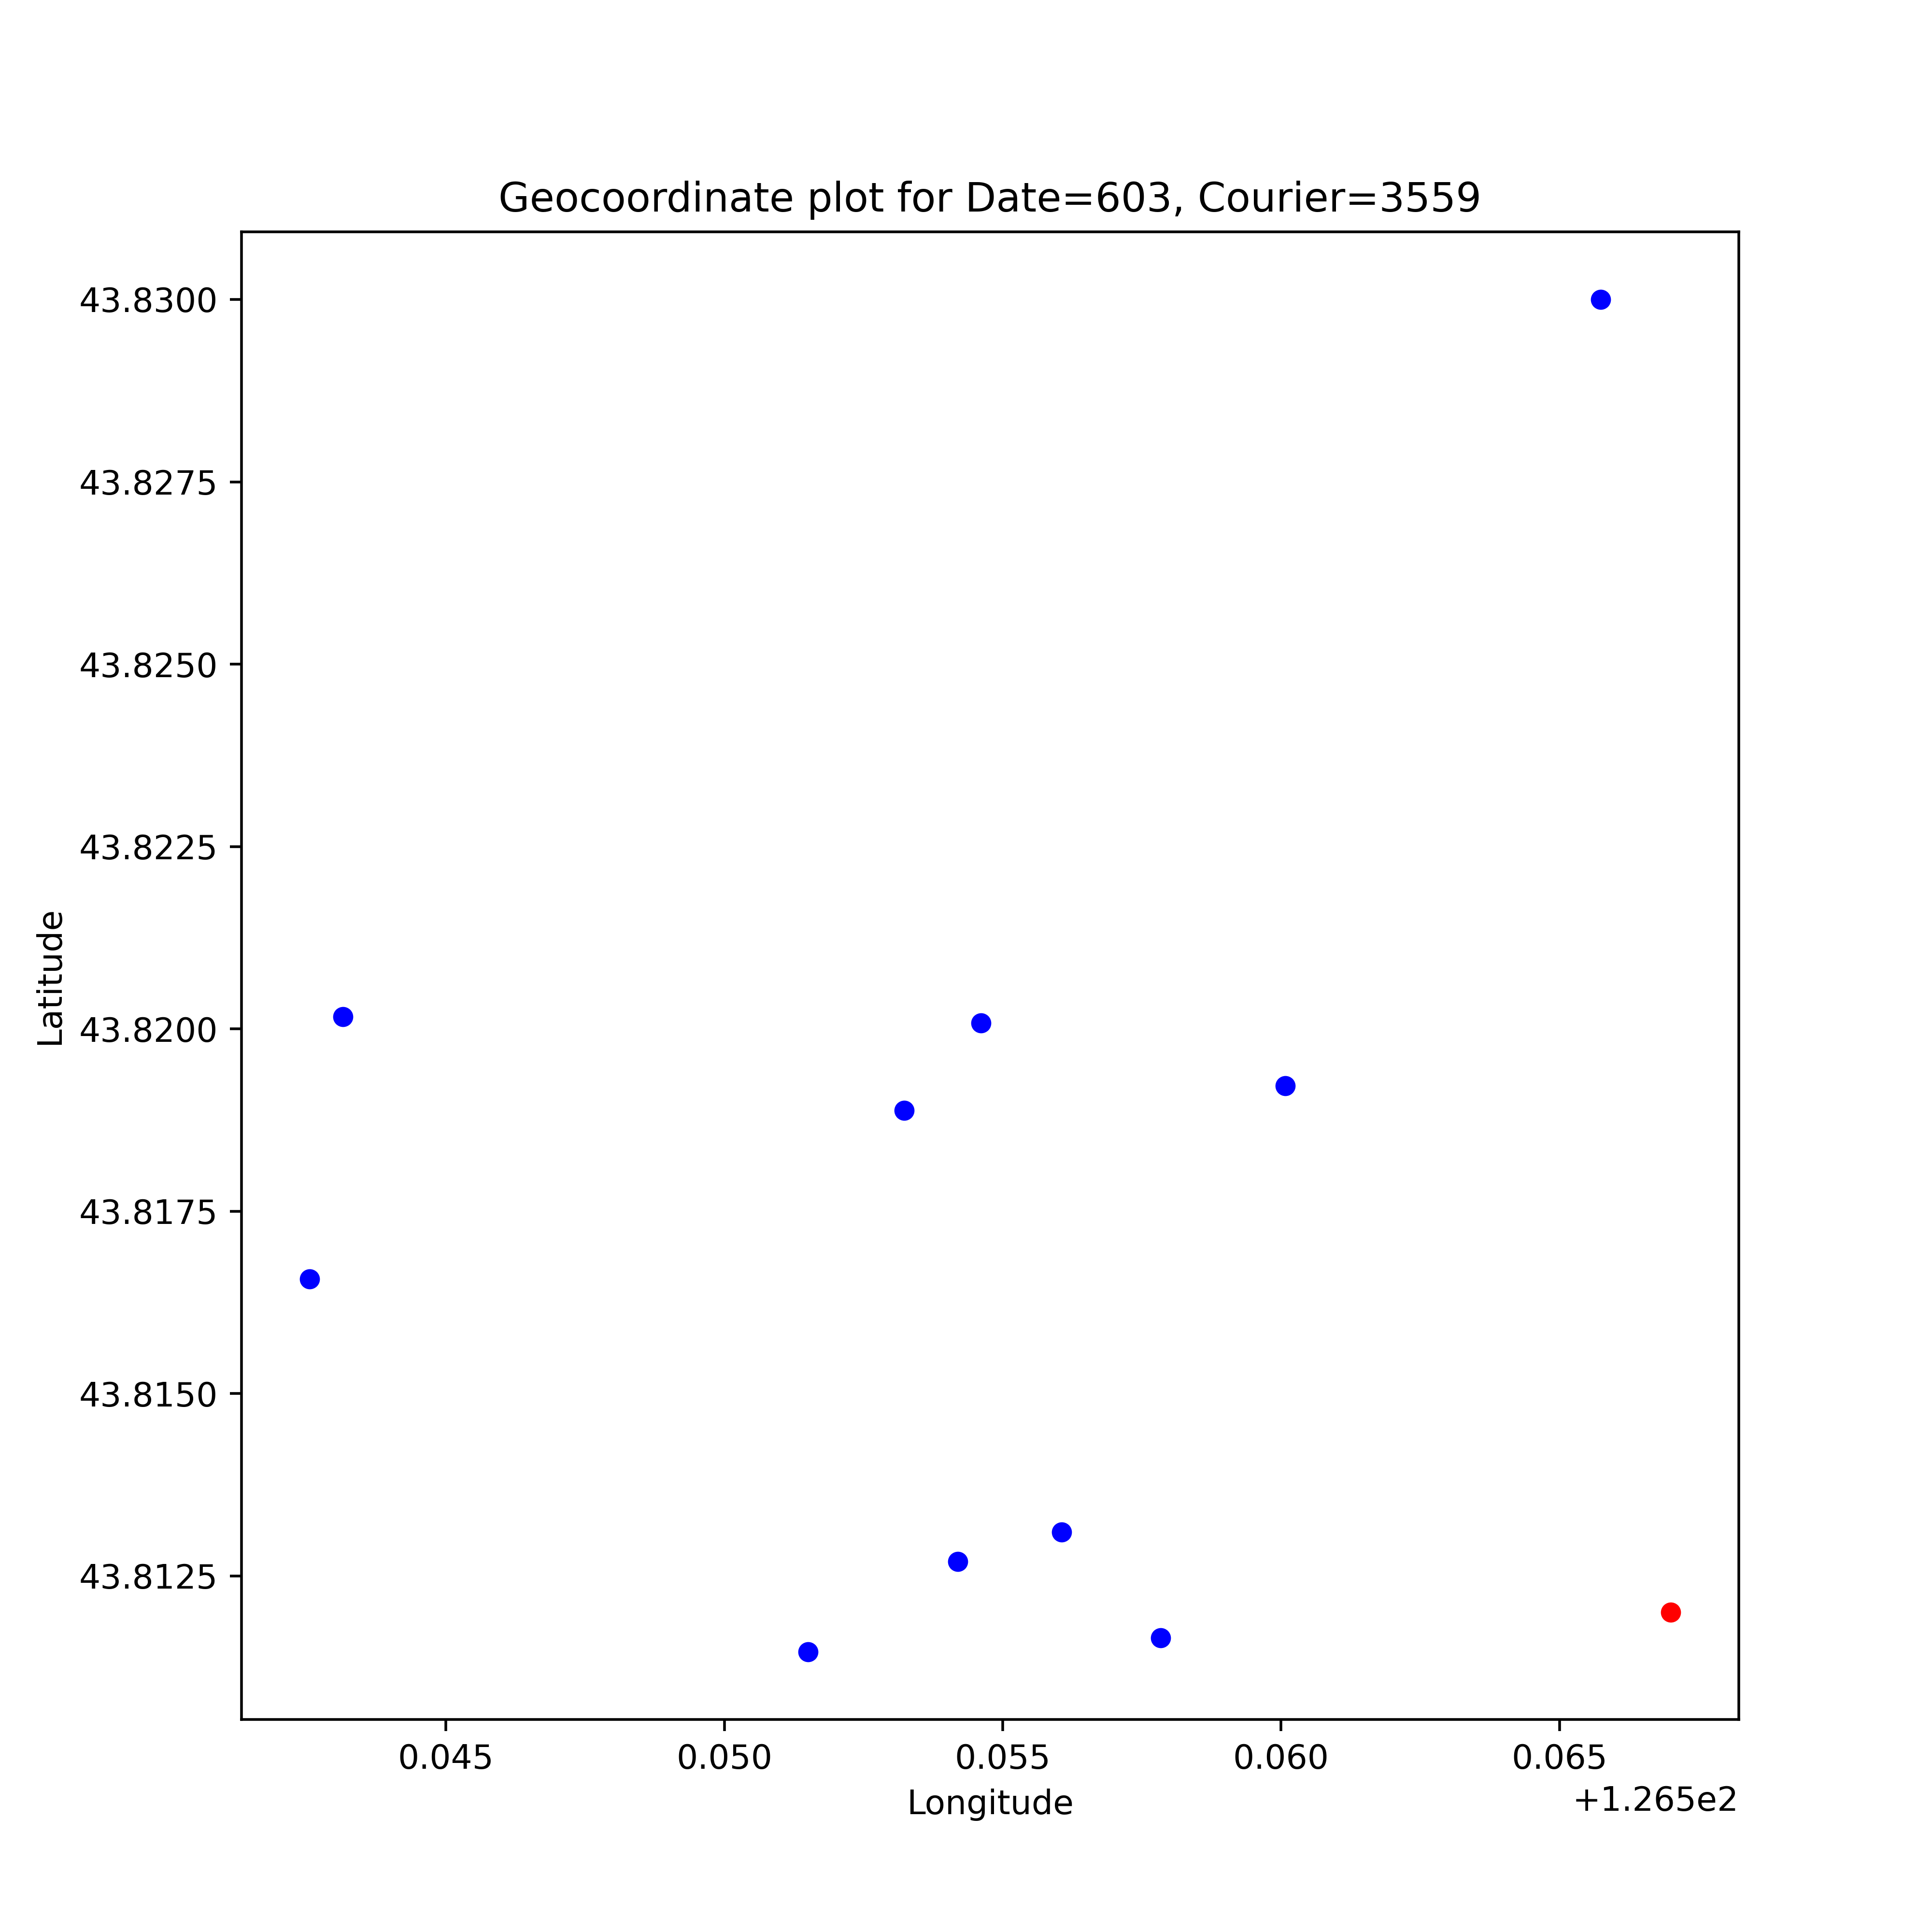 Geocoordinate plot for Date=603, Courier=3559
43.8300
43.8275
43.8250
43.8225
43.8200
43.8175
43.8150
43.8125
Latitude
0.045 0.050 0.055 0.060 0.065
+1.265e2
Longitude